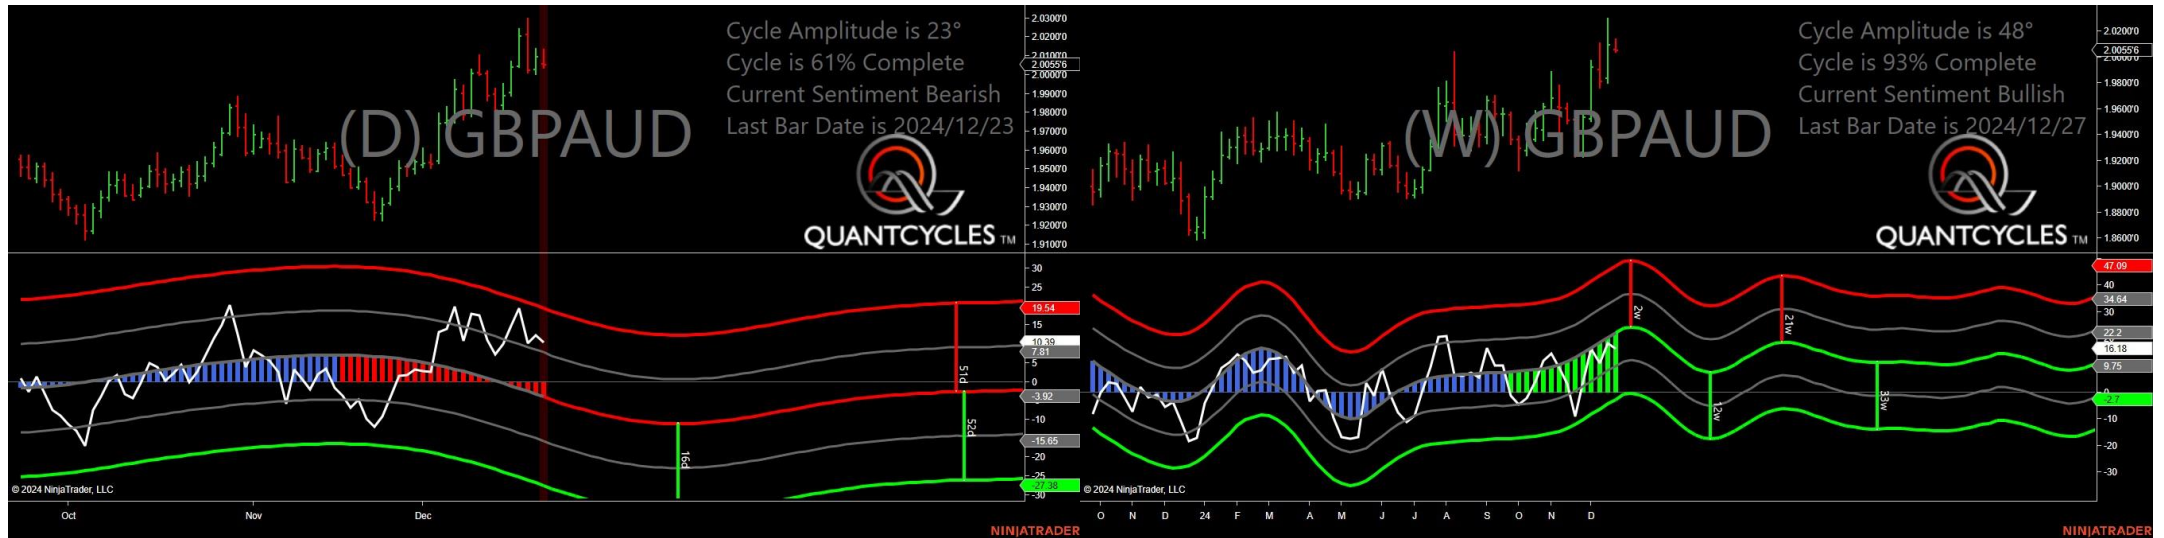 Cycle Amplitude is 23°
Cycle is 61% Complete
Current Sentiment Bearish
Last Bar Date is 2024/12/23
(D) GBPAUD
QUANTCYCLES TM
2.0300'0
2.0200'0
2.0100'0
2.0055'6
2.0000'0
1.9900'0
1.9800'0
1.9700'0
1.9600'0
1.9500'0
1.9400'0
1.9300'0
1.9200'0
1.9100'0
30
25
19.54
15
10.39
7.81
5
0
-3.92
-10
-15.65
-20
-25
-27.38
-30
51d
52d
16d
© 2024 NinjaTrader, LLC
Oct
Nov
Dec
NINJATRADER
Cycle Amplitude is 48°
Cycle is 93% Complete
Current Sentiment Bullish
Last Bar Date is 2024/12/27
(W) GBPAUD
QUANTCYCLES TM
2.0200'0
2.0055'6
2.0000'0
1.9800'0
1.9600'0
1.9400'0
1.9200'0
1.9000'0
1.8800'0
1.8600'0
47.09
40
34.64
30
22.2
16.18
9.75
0
-2.7
-10
-20
-30
2w
21w
12w
33w
© 2024 NinjaTrader, LLC
O N D 24 F M A M J J A S O N D
NINJATRADER